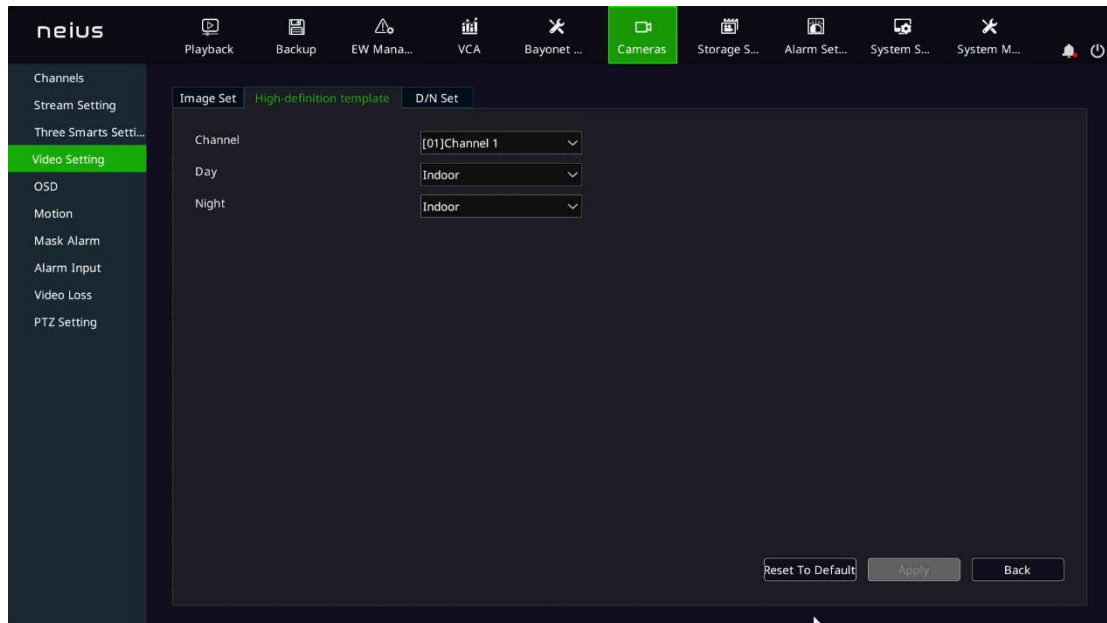 neius
Playback Backup EW Mana... VCA Bayonet ... Cameras Storage S... Alarm Set... System S... System M...
Channels
Stream Setting
Three Smarts Setti...
Video Setting
OSD
Motion
Mask Alarm
Alarm Input
Video Loss
PTZ Setting
Image Set High-definition template D/N Set
Channel [01]Channel 1
Day Indoor
Night Indoor
Reset To Default Apply Back